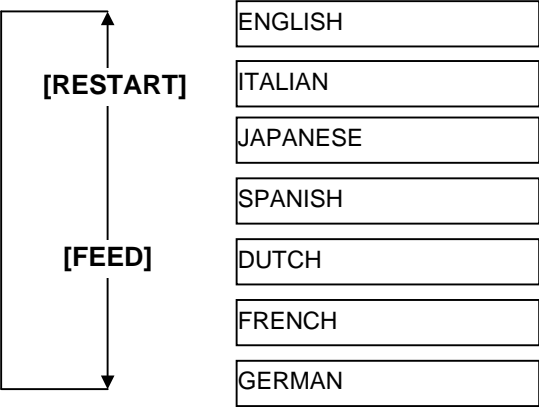 ENGLISH
[RESTART]
ITALIAN
JAPANESE
SPANISH
[FEED]
DUTCH
FRENCH
GERMAN